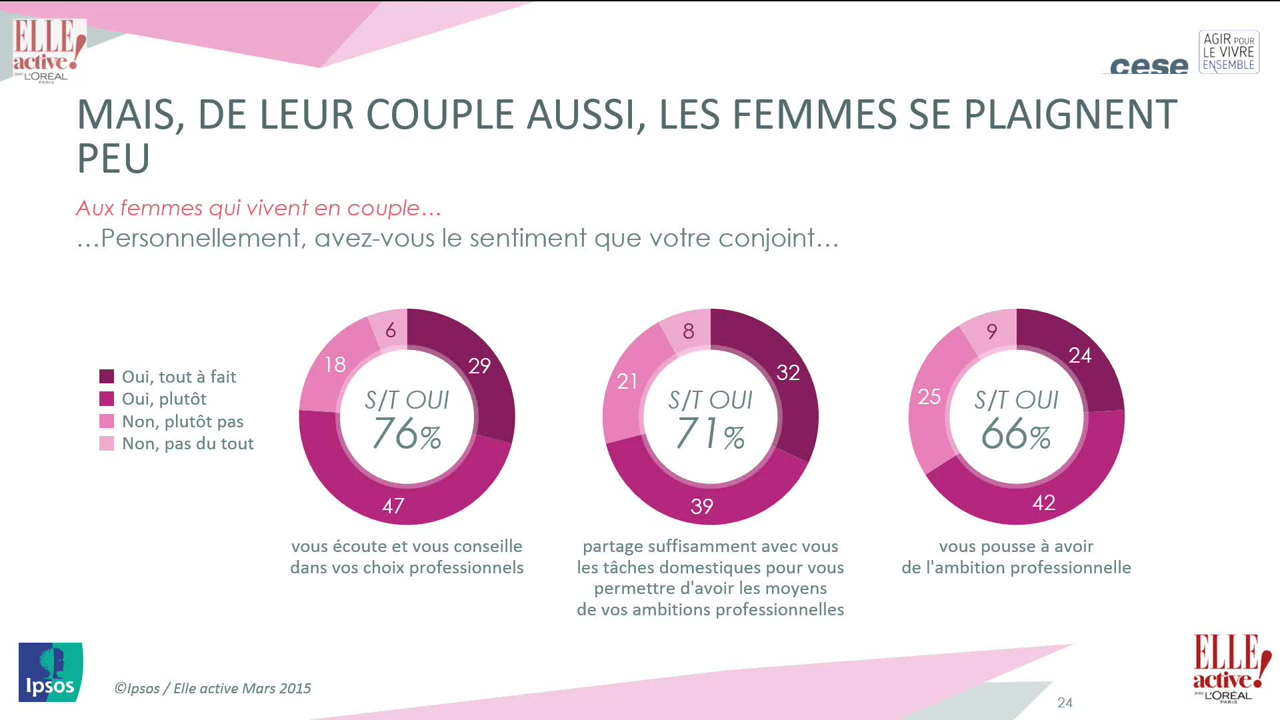 ELLE
active!
avec L'ORÉAL
PARIS
cese
AGIR POUR
LE VIVRE
ENSEMBLE
MAIS, DE LEUR COUPLE AUSSI, LES FEMMES SE PLAIGNENT
PEU
Aux femmes qui vivent en couple…
…Personnellement, avez-vous le sentiment que votre conjoint…
Oui, tout à fait
Oui, plutôt
Non, plutôt pas
Non, pas du tout
6
18
29
S/T OUI
76%
47
vous écoute et vous conseille
dans vos choix professionnels
8
21
32
S/T OUI
71%
39
partage suffisamment avec vous
les tâches domestiques pour vous
permettre d'avoir les moyens
de vos ambitions professionnelles
9
24
25
S/T OUI
66%
42
vous pousse à avoir
de l'ambition professionnelle
Ipsos
©Ipsos / Elle active Mars 2015
24
ELLE
active!
avec L'ORÉAL
PARIS